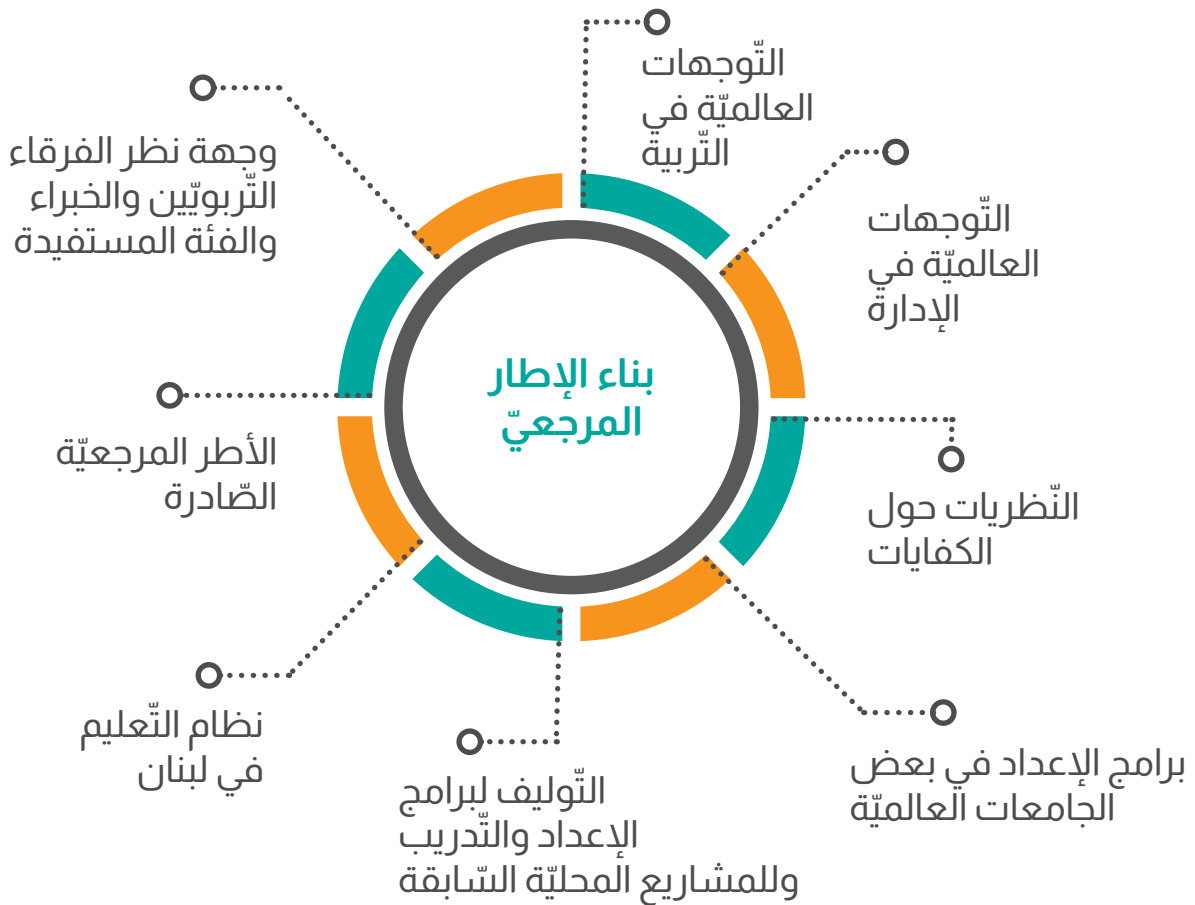 بناء الإطار
المرجعيّ
التّوجهات
العالميّة في
التّربية
التّوجهات
العالميّة في
الإدارة
النّظريات حول
الكفايات
برامج الإعداد في بعض
الجامعات العالميّة
التّوليف لبرامج
الإعداد والتّدريب
وللمشاريع المحليّة السّابقة
نظام التّعليم
في لبنان
الأطر المرجعيّة
الصّادرة
وجهة نظر الفرقاء
التّربويّين والخبراء
والفئة المستفيدة